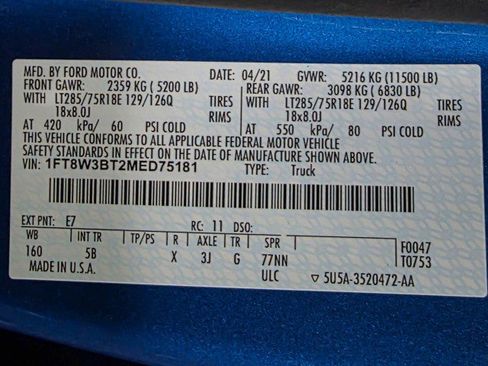 MFD. BY FORD MOTOR CO. 04/21 GVWR: 5216 KG ( 11500 LB)
FRONT GAWR: 2359 KG ( 5200 LB) REAR GAWR: 3098 KG ( 6830 LB)
WITH LT285/75R18E 129/126Q TIRES WITH LT285/75R18E 129/126Q TIRES
18x8.0J RIMS 18x8.0J RIMS
AT 420 kPa/ 60 PSI COLD AT 550 kPa/ 80 PSI COLD
THIS VEHICLE CONFORMS TO ALL APPLICABLE FEDERAL MOTOR VEHICLE
SAFETY STANDARDS IN EFFECT ON THE DATE OF MANUFACTURE SHOWN ABOVE.
VIN: 1FT8W3BT2MED75181 TYPE: Truck
EXT PNT: E7 RC: 11 DSO: F0047
WB INT TR TP/PS R AXLE TR SPR T0753
160 5B X 3J G 77NN
MADE IN U.S.A. ULC ▽ 5U5A-3520472-AA